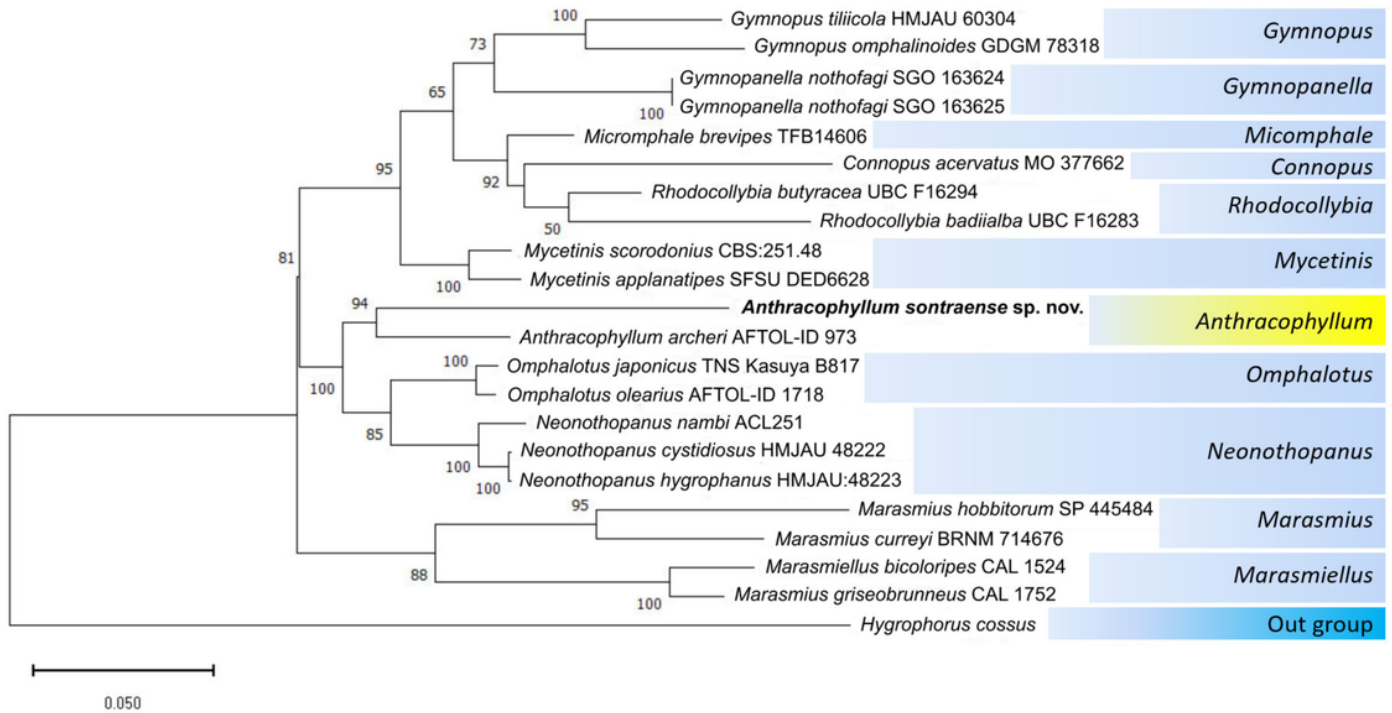 100
Gymnopus tiliicola HMJAU 60304
Gymnopus
73
Gymnopus omphalinoides GDGM 78318
65
Gymnopanella nothofagi SGO 163624
Gymnopanella
100
Gymnopanella nothofagi SGO 163625
Micromphale brevipes TFB14606
Micomphale
95
Connopus acervatus MO 377662
Connopus
92
Rhodocollybia butyracea UBC F16294
Rhodocollybia
50
Rhodocollybia badiialba UBC F16283
81
Mycetinis scorodonius CBS:251.48
Mycetinis
100
Mycetinis applanatipes SFSU DED6628
94
Anthracophyllum sontraense sp. nov.
Anthracophyllum
Anthracophyllum archeri AFTOL-ID 973
100
Omphalotus japonicus TNS Kasuya B817
Omphalotus
100
Omphalotus olearius AFTOL-ID 1718
85
Neonothopanus nambi ACL251
100
Neonothopanus cystidiosus HMJAU 48222
Neonothopanus
100
Neonothopanus hygrophanus HMJAU:48223
95
Marasmius hobbitorum SP 445484
Marasmius
Marasmius curreyi BRNM 714676
88
Marasmiellus bicoloripes CAL 1524
Marasmiellus
100
Marasmius griseobrunneus CAL 1752
Hygrophorus cossus
Out group
0.050